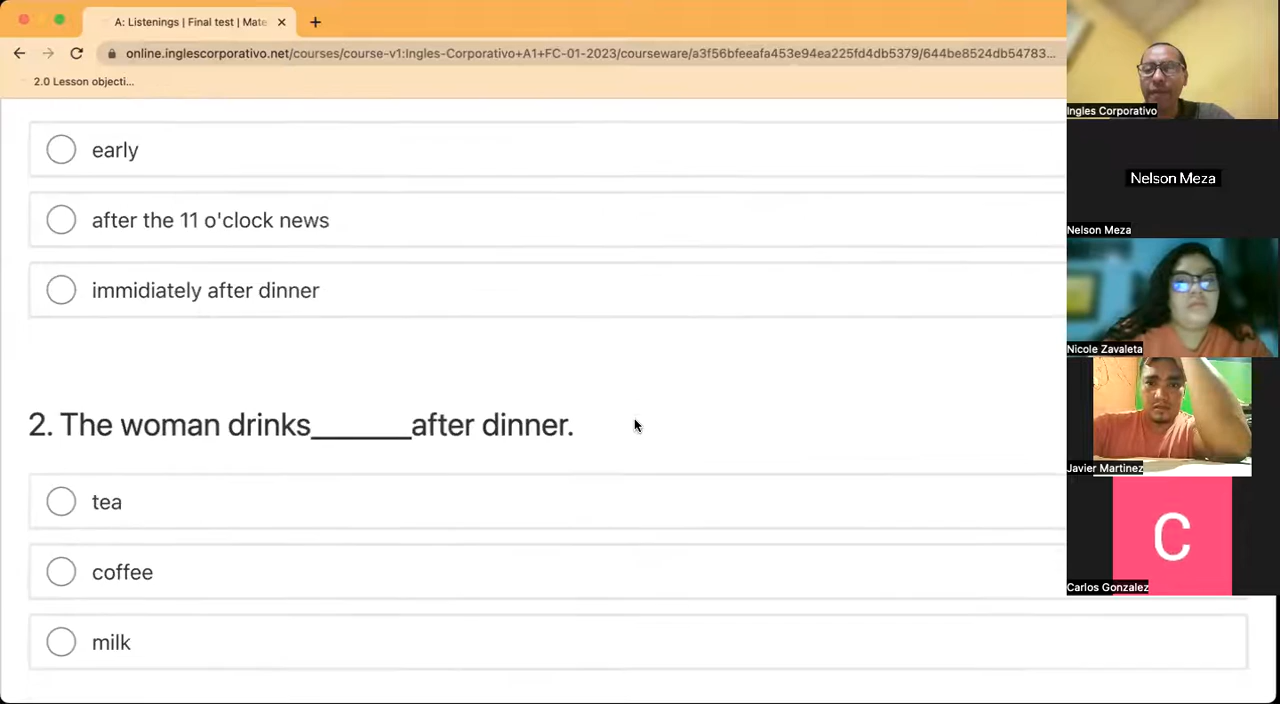 A: Listenings | Final test | Mate
online.inglescorporativo.net/courses/course-v1:Ingles-Corporativo+A1+FC-01-2023/courseware/a3f56bfeeafa453e94ea225fd4db5379/644be8524db54783...
2.0 Lesson objecti...
early
after the 11 o'clock news
immidiately after dinner
2. The woman drinks_______after dinner.
tea
coffee
milk
Ingles Corporativo
Nelson Meza
Nelson Meza
Nicole Zavaleta
Javier Martinez
C
Carlos Gonzalez